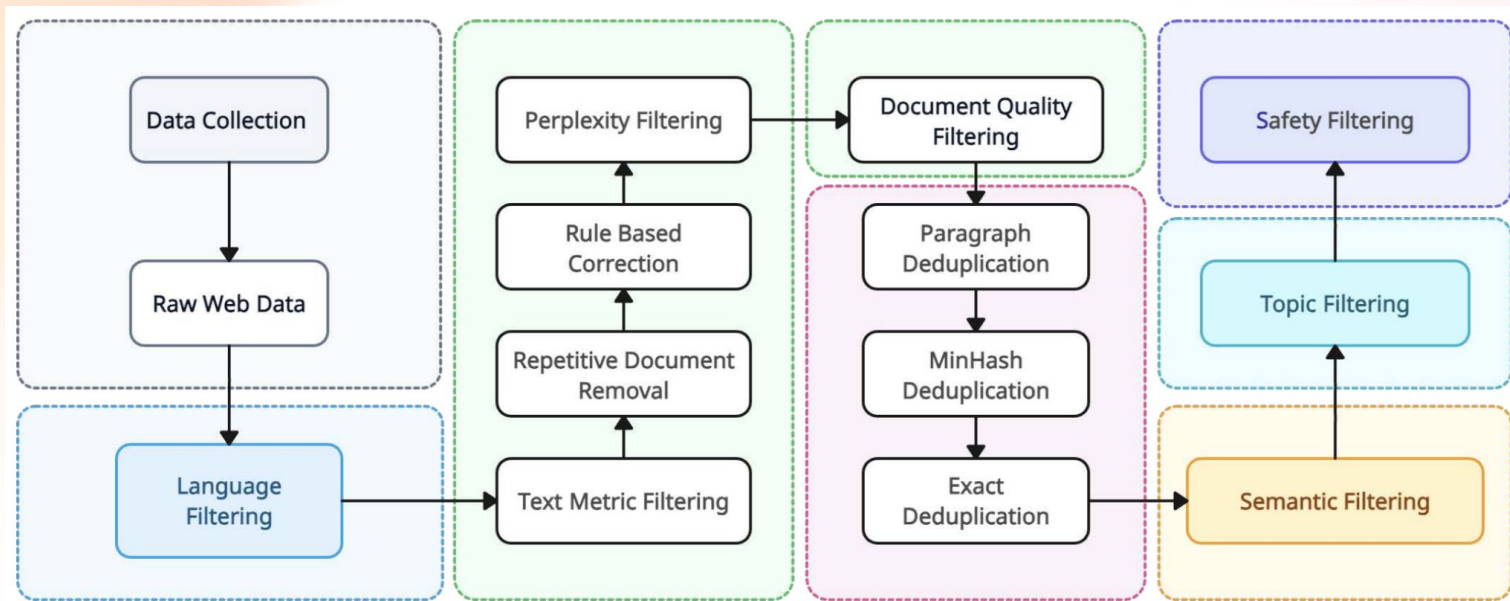 Data Collection
Raw Web Data
Language
Filtering
Text Metric Filtering
Repetitive Document
Removal
Rule Based
Correction
Perplexity Filtering
Document Quality
Filtering
Paragraph
Deduplication
MinHash
Deduplication
Exact
Deduplication
Semantic Filtering
Topic Filtering
Safety Filtering